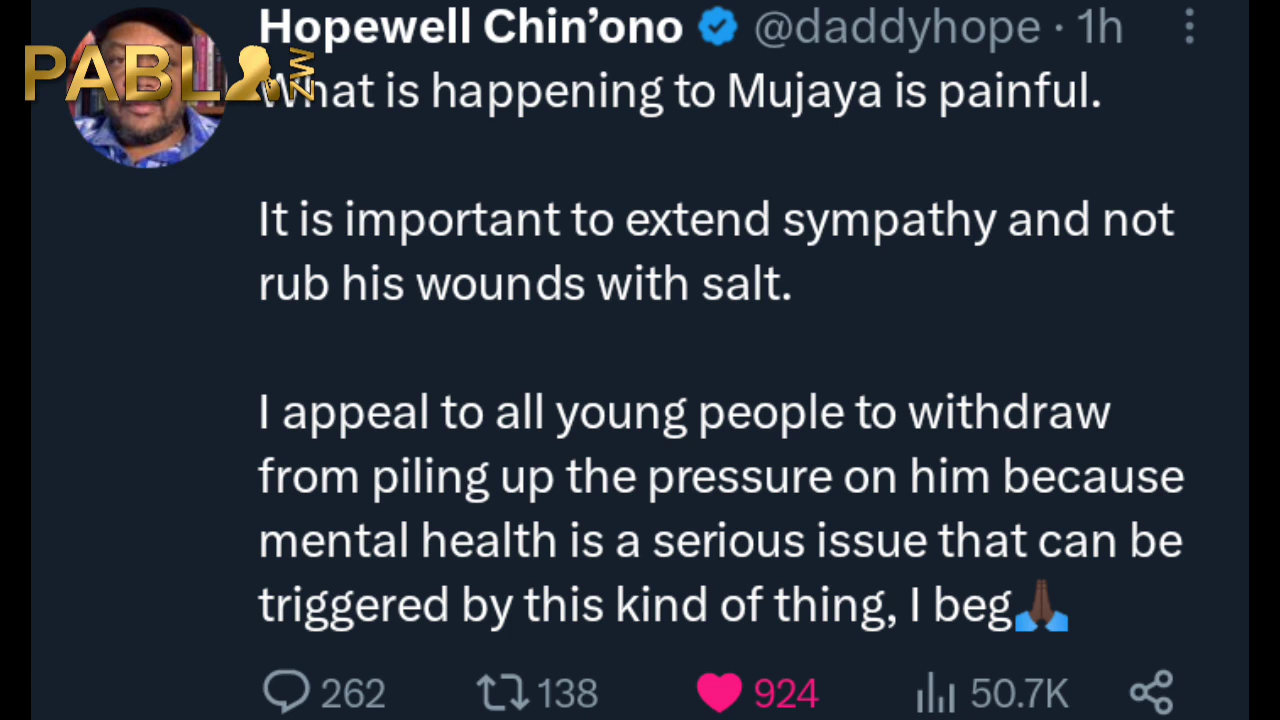 Hopewell Chin’ono @daddyhope · 1h
PABLO ZW
What is happening to Mujaya is painful.
It is important to extend sympathy and not
rub his wounds with salt.
I appeal to all young people to withdraw
from piling up the pressure on him because
mental health is a serious issue that can be
triggered by this kind of thing, I beg🙏🏿
262 138 924 50.7K